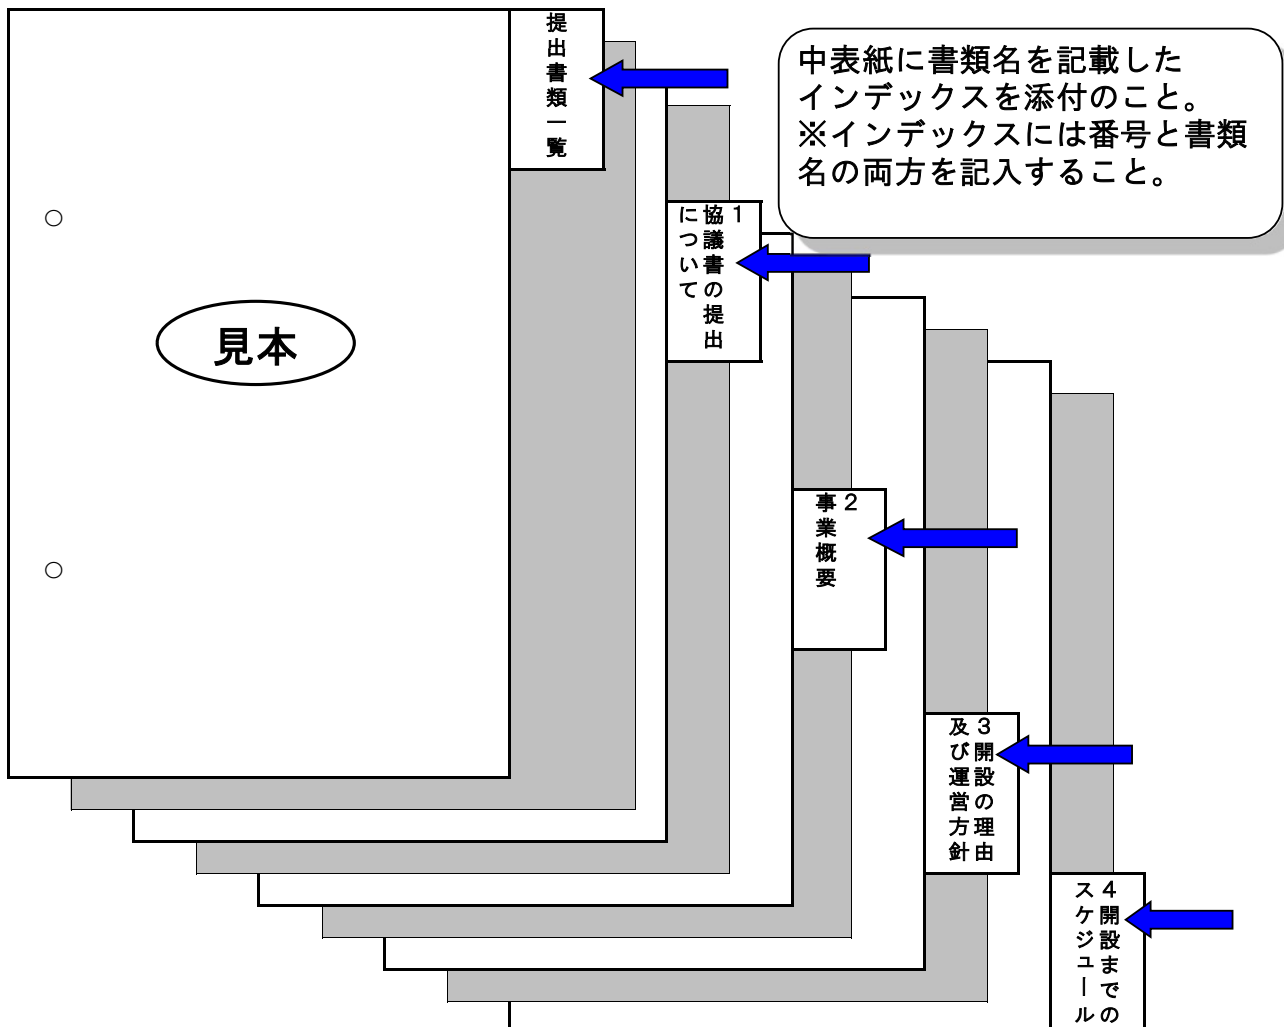 提出書類一覧
中表紙に書類名を記載した
インデックスを添付のこと。
※インデックスには番号と書類
名の両方を記入すること。
１
協議書の提出
について
見本
２
事業概要
３開設の理由
及び運営方針
４開設までの
スケジュール